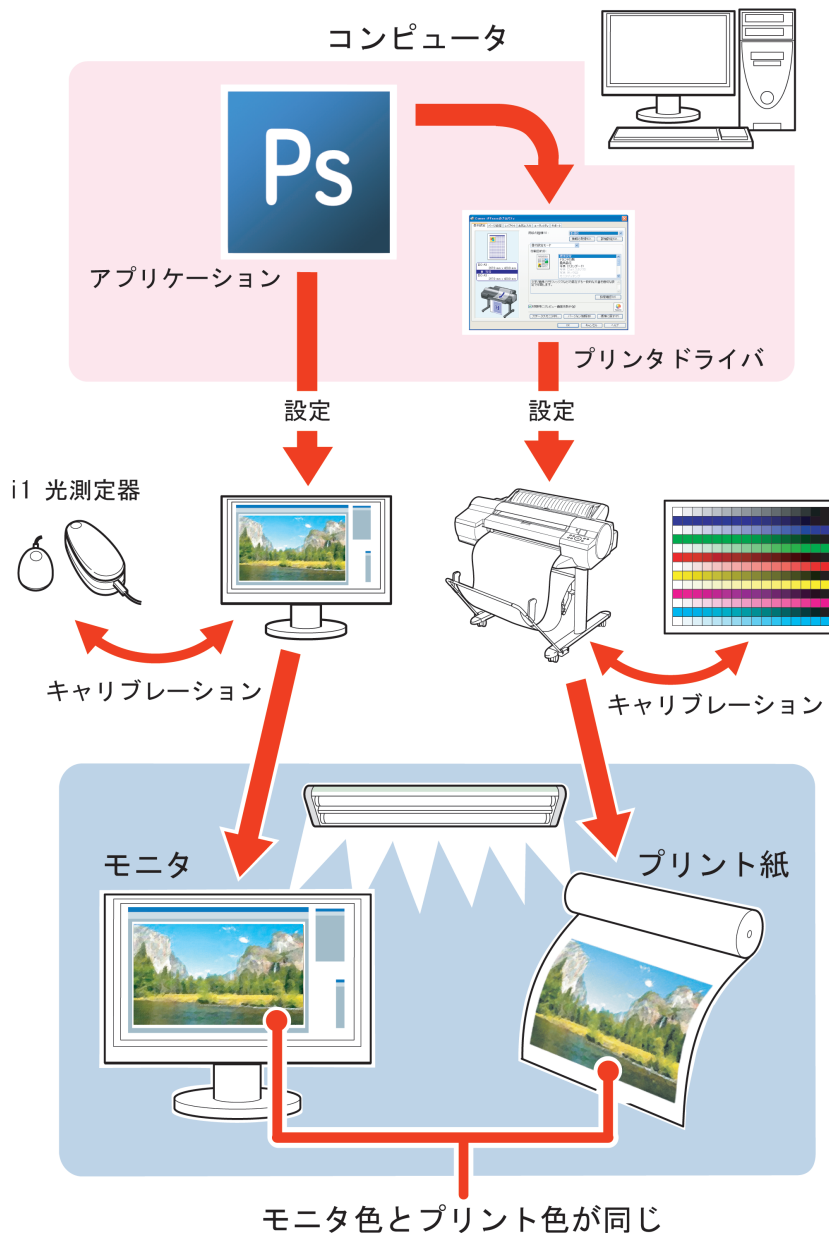 コンピュータ
Ps
アプリケーション
プリンタドライバ
設定
設定
i1 光測定器
キャリブレーション
キャリブレーション
モニタ
プリント紙
モニタ色とプリント色が同じ